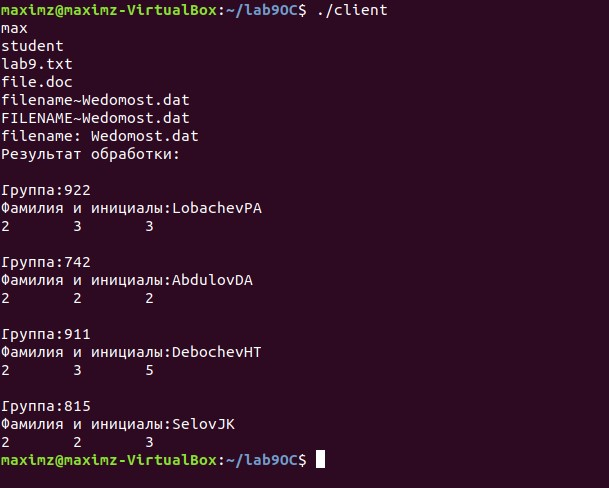 maximz@maximz-VirtualBox:~/lab9OC$ ./client
max
student
lab9.txt
file.doc
filename~Wedomost.dat
FILENAME~Wedomost.dat
filename: Wedomost.dat
Результат обработки:
Группа:922
Фамилия и инициалы:LobachevPA
2 3 3
Группа:742
Фамилия и инициалы:AbdulovDA
2 2 2
Группа:911
Фамилия и инициалы:DebochevHT
2 3 5
Группа:815
Фамилия и инициалы:SelovJK
2 2 3
maximz@maximz-VirtualBox:~/lab9OC$